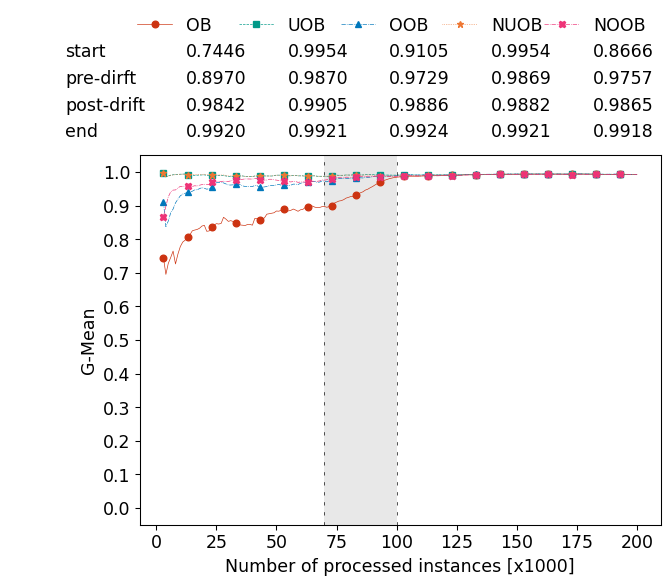 OB UOB OOB NUOB NOOB
start 0.7446 0.9954 0.9105 0.9954 0.8666
pre-dirft 0.8970 0.9870 0.9729 0.9869 0.9757
post-drift 0.9842 0.9905 0.9886 0.9882 0.9865
end 0.9920 0.9921 0.9924 0.9921 0.9918
1.0
0.9
0.8
0.7
0.6
0.5
0.4
0.3
0.2
0.1
0.0
G-Mean
0 25 50 75 100 125 150 175 200
Number of processed instances [x1000]